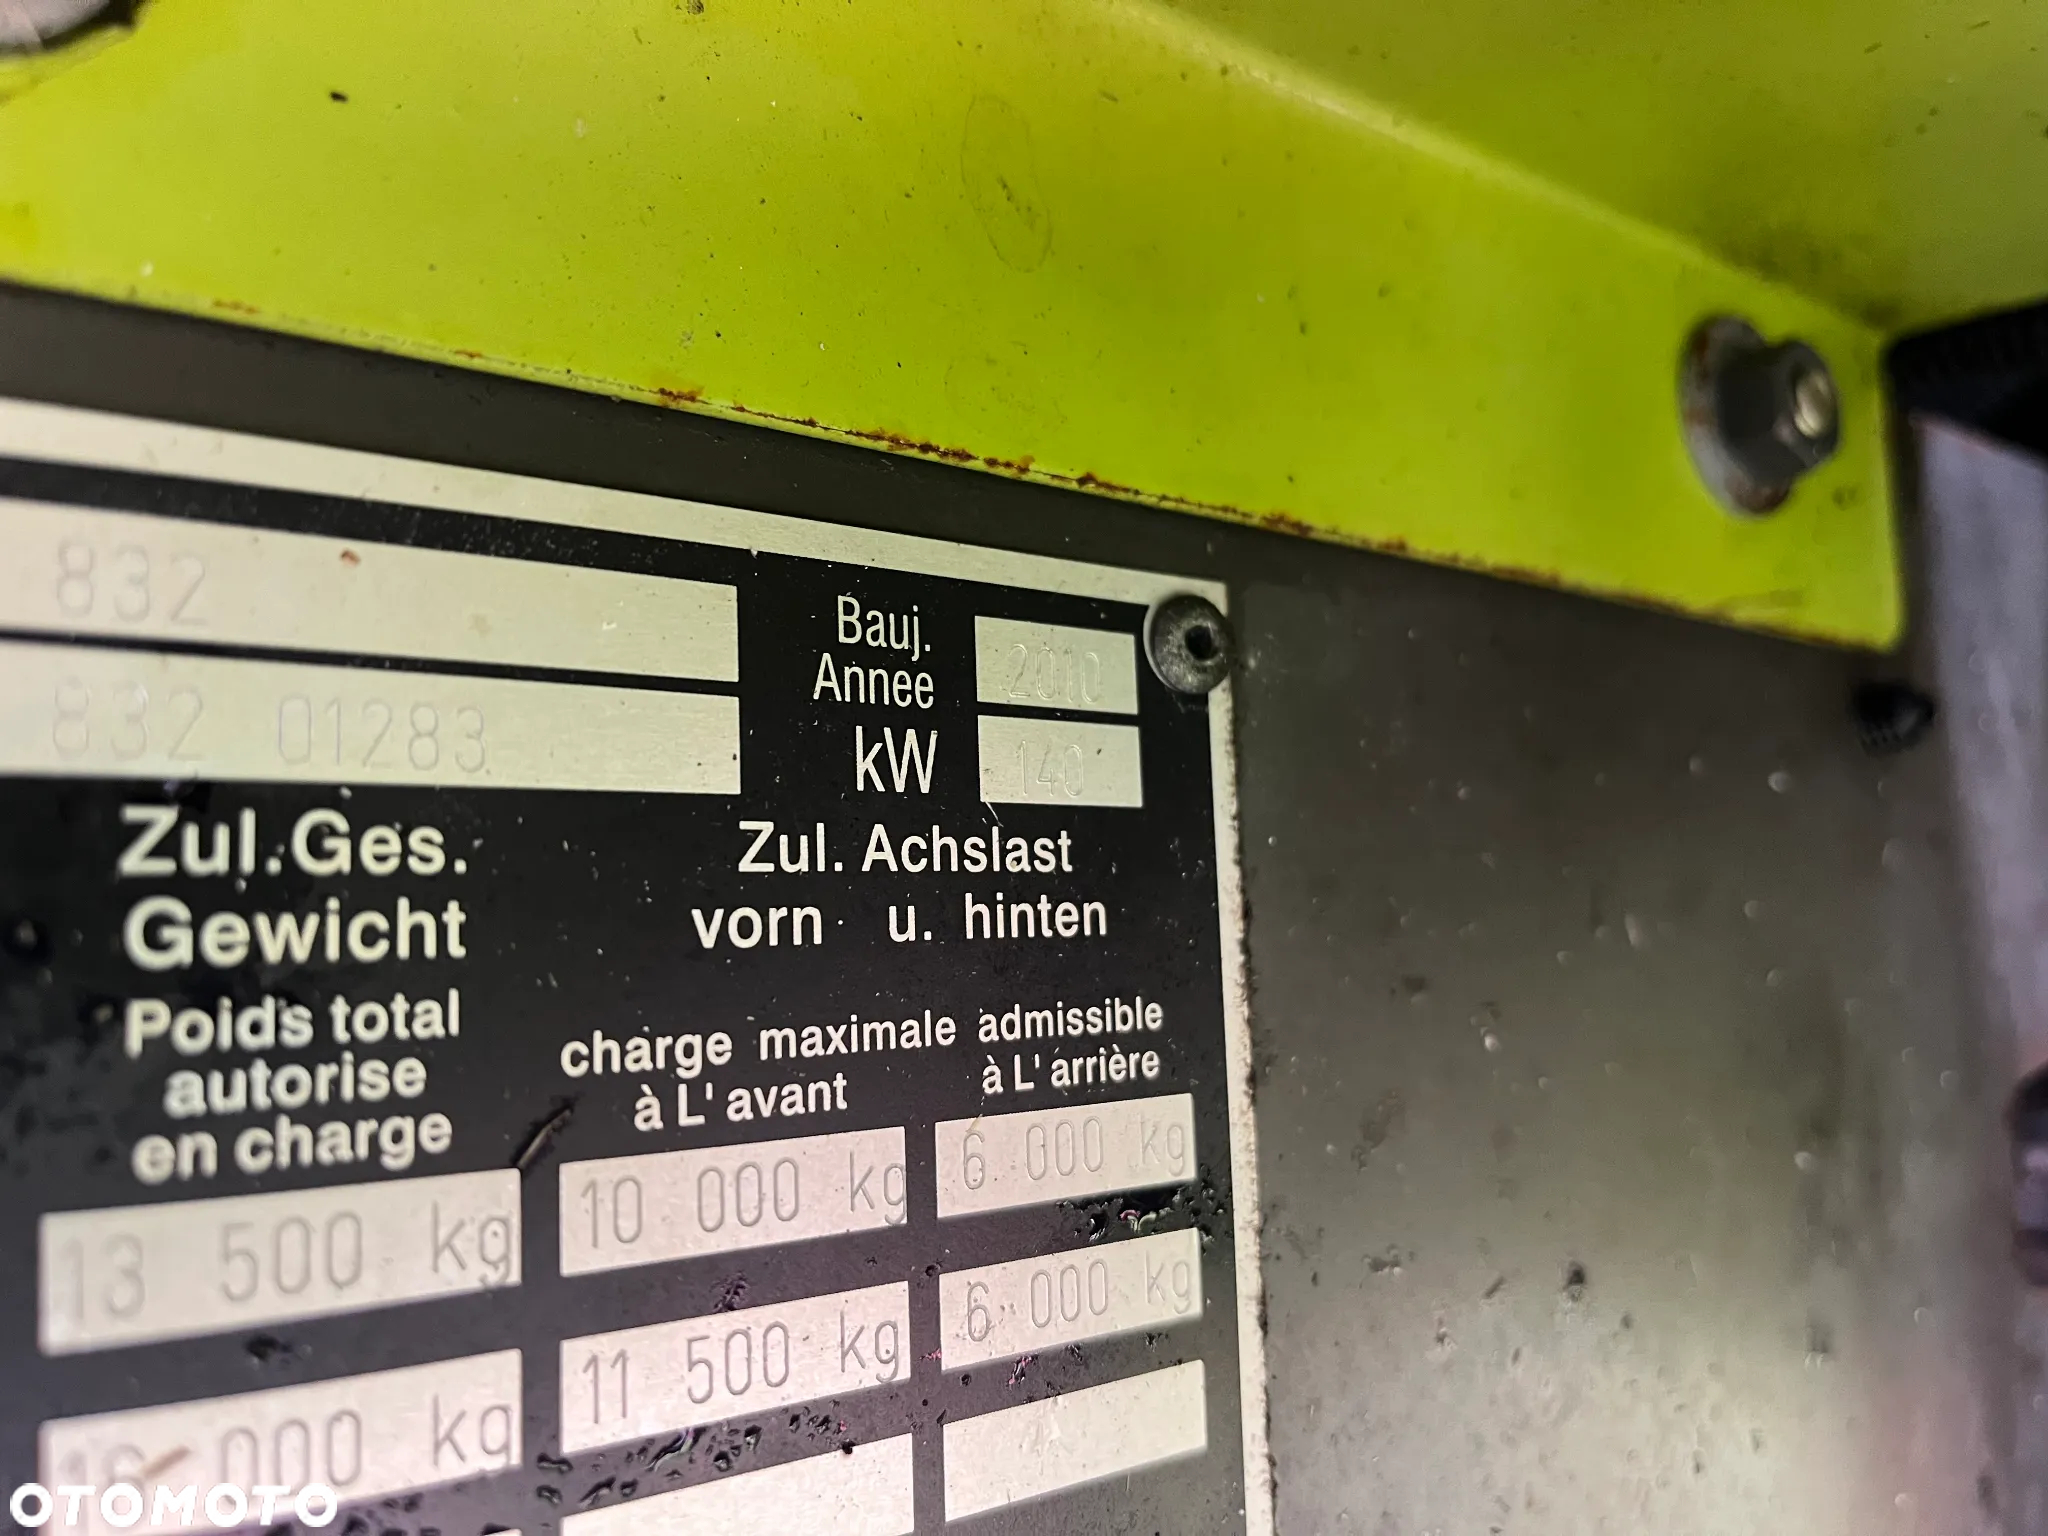 832
832 01283
Bauj.
Annee
2010
kW
140
Zul. Ges.
Gewicht
Poids total
autorise
en charge
Zul. Achslast
vorn u. hinten
charge maximale admissible
à L' avant
à L' arrière
13 500 kg
10 000 kg
6 000 kg
16 000 kg
11 500 kg
6 000 kg
OTOMOTO